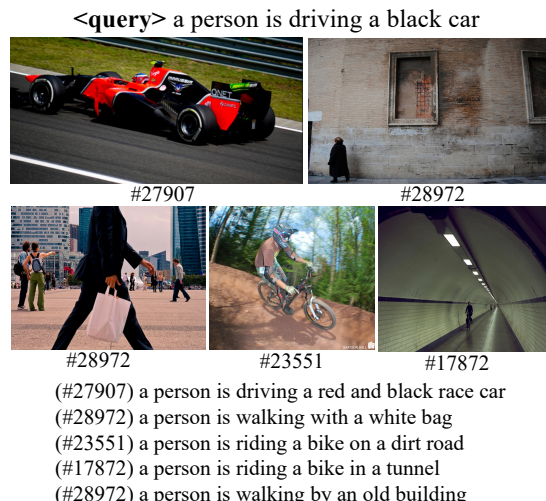 <query> a person is driving a black car
QNET
#27907
#28972
#28972
#23551
#17872
(#27907) a person is driving a red and black race car
(#28972) a person is walking with a white bag
(#23551) a person is riding a bike on a dirt road
(#17872) a person is riding a bike in a tunnel
(#28972) a person is walking by an old building